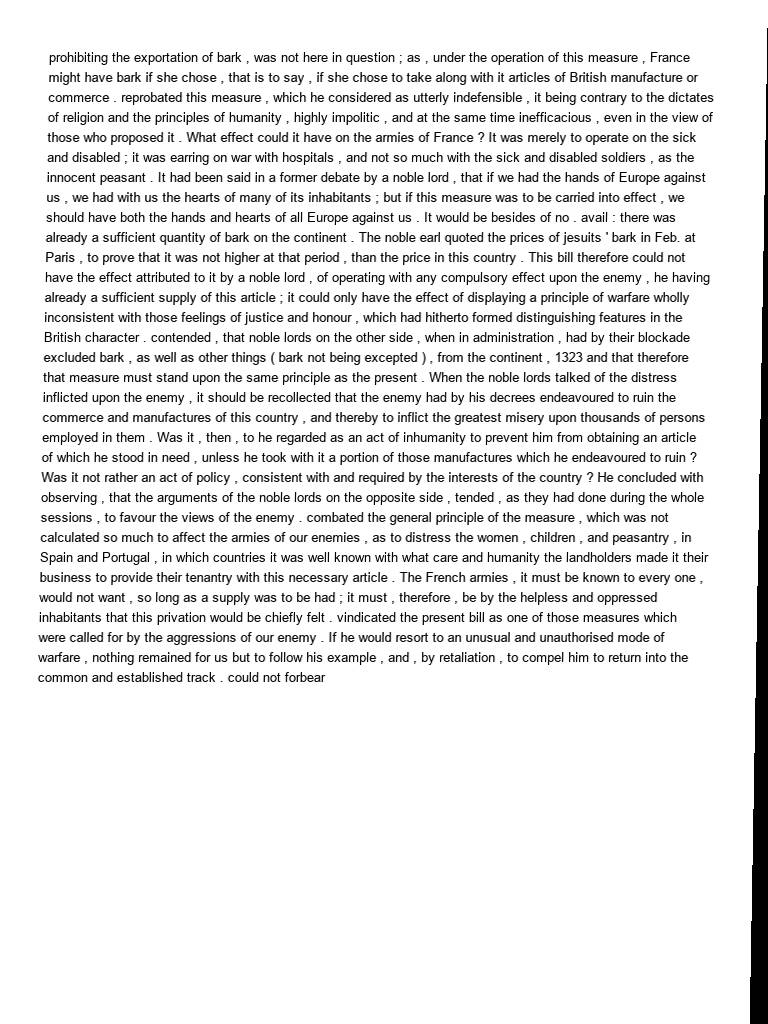 prohibiting the exportation of bark , was not here in question ; as , under the operation of this measure , France
might have bark if she chose , that is to say , if she chose to take along with it articles of British manufacture or
commerce . reprobated this measure , which he considered as utterly indefensible , it being contrary to the dictates
of religion and the principles of humanity , highly impolitic , and at the same time inefficacious , even in the view of
those who proposed it . What effect could it have on the armies of France ? It was merely to operate on the sick
and disabled ; it was earring on war with hospitals , and not so much with the sick and disabled soldiers , as the
innocent peasant . It had been said in a former debate by a noble lord , that if we had the hands of Europe against
us , we had with us the hearts of many of its inhabitants ; but if this measure was to be carried into effect , we
should have both the hands and hearts of all Europe against us . It would be besides of no . avail : there was
already a sufficient quantity of bark on the continent . The noble earl quoted the prices of jesuits ' bark in Feb. at
Paris , to prove that it was not higher at that period , than the price in this country . This bill therefore could not
have the effect attributed to it by a noble lord , of operating with any compulsory effect upon the enemy , he having
already a sufficient supply of this article ; it could only have the effect of displaying a principle of warfare wholly
inconsistent with those feelings of justice and honour , which had hitherto formed distinguishing features in the
British character . contended , that noble lords on the other side , when in administration , had by their blockade
excluded bark , as well as other things ( bark not being excepted ) , from the continent , 1323 and that therefore
that measure must stand upon the same principle as the present . When the noble lords talked of the distress
inflicted upon the enemy , it should be recollected that the enemy had by his decrees endeavoured to ruin the
commerce and manufactures of this country , and thereby to inflict the greatest misery upon thousands of persons
employed in them . Was it , then , to he regarded as an act of inhumanity to prevent him from obtaining an article
of which he stood in need , unless he took with it a portion of those manufactures which he endeavoured to ruin ?
Was it not rather an act of policy , consistent with and required by the interests of the country ? He concluded with
observing , that the arguments of the noble lords on the opposite side , tended , as they had done during the whole
sessions , to favour the views of the enemy . combated the general principle of the measure , which was not
calculated so much to affect the armies of our enemies , as to distress the women , children , and peasantry , in
Spain and Portugal , in which countries it was well known with what care and humanity the landholders made it their
business to provide their tenantry with this necessary article . The French armies , it must be known to every one ,
would not want , so long as a supply was to be had ; it must , therefore , be by the helpless and oppressed
inhabitants that this privation would be chiefly felt . vindicated the present bill as one of those measures which
were called for by the aggressions of our enemy . If he would resort to an unusual and unauthorised mode of
warfare , nothing remained for us but to follow his example , and , by retaliation , to compel him to return into the
common and established track . could not forbear